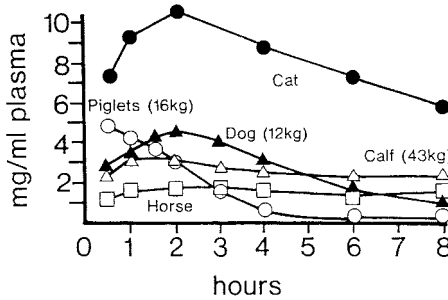 mg/ml plasma
10
8
6
4
2
Cat
Piglets (16kg)
Dog (12kg)
Calf (43kg)
Horse
0 1 2 3 4 5 6 7 8
hours